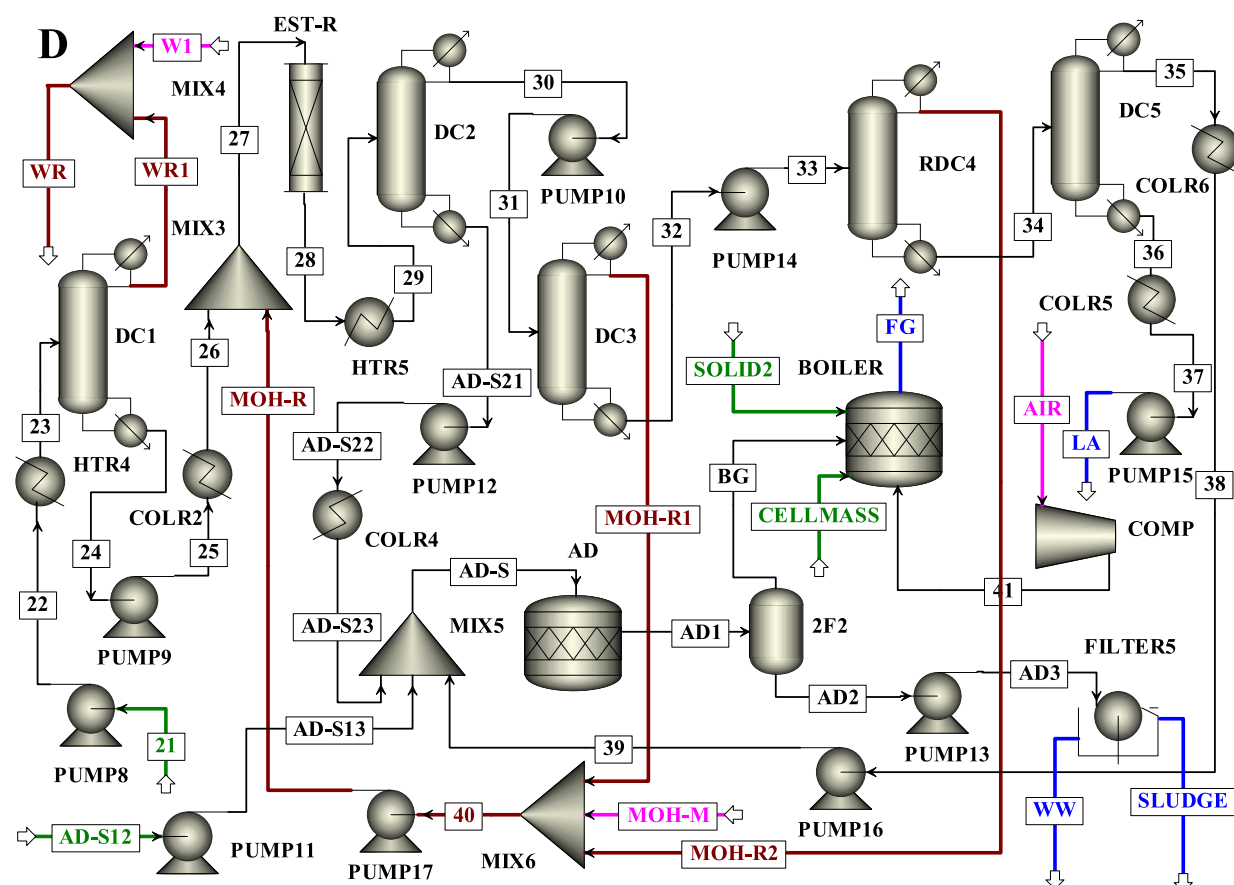 D
EST-R
W1
MIX4
27
30
35
DC2
DC5
WR
WR1
PUMP10
33
RDC4
COLR6
MIX3
31
32
PUMP14
34
36
28
29
COLR5
DC1
26
HTR5
DC3
FG
SOLID2
BOILER
37
MOH-R
AD-S21
AIR
LA
23
AD-S22
PUMP15
HTR4
PUMP12
BG
38
COLR2
MOH-R1
CELLMASS
COMP
24
25
COLR4
AD
22
AD-S
41
AD-S23
MIX5
AD1
2F2
PUMP9
FILTER5
AD2
AD3
AD-S13
21
39
PUMP13
PUMP8
SLUDGE
WW
AD-S12
40
MOH-M
PUMP16
PUMP11
PUMP17
MIX6
MOH-R2